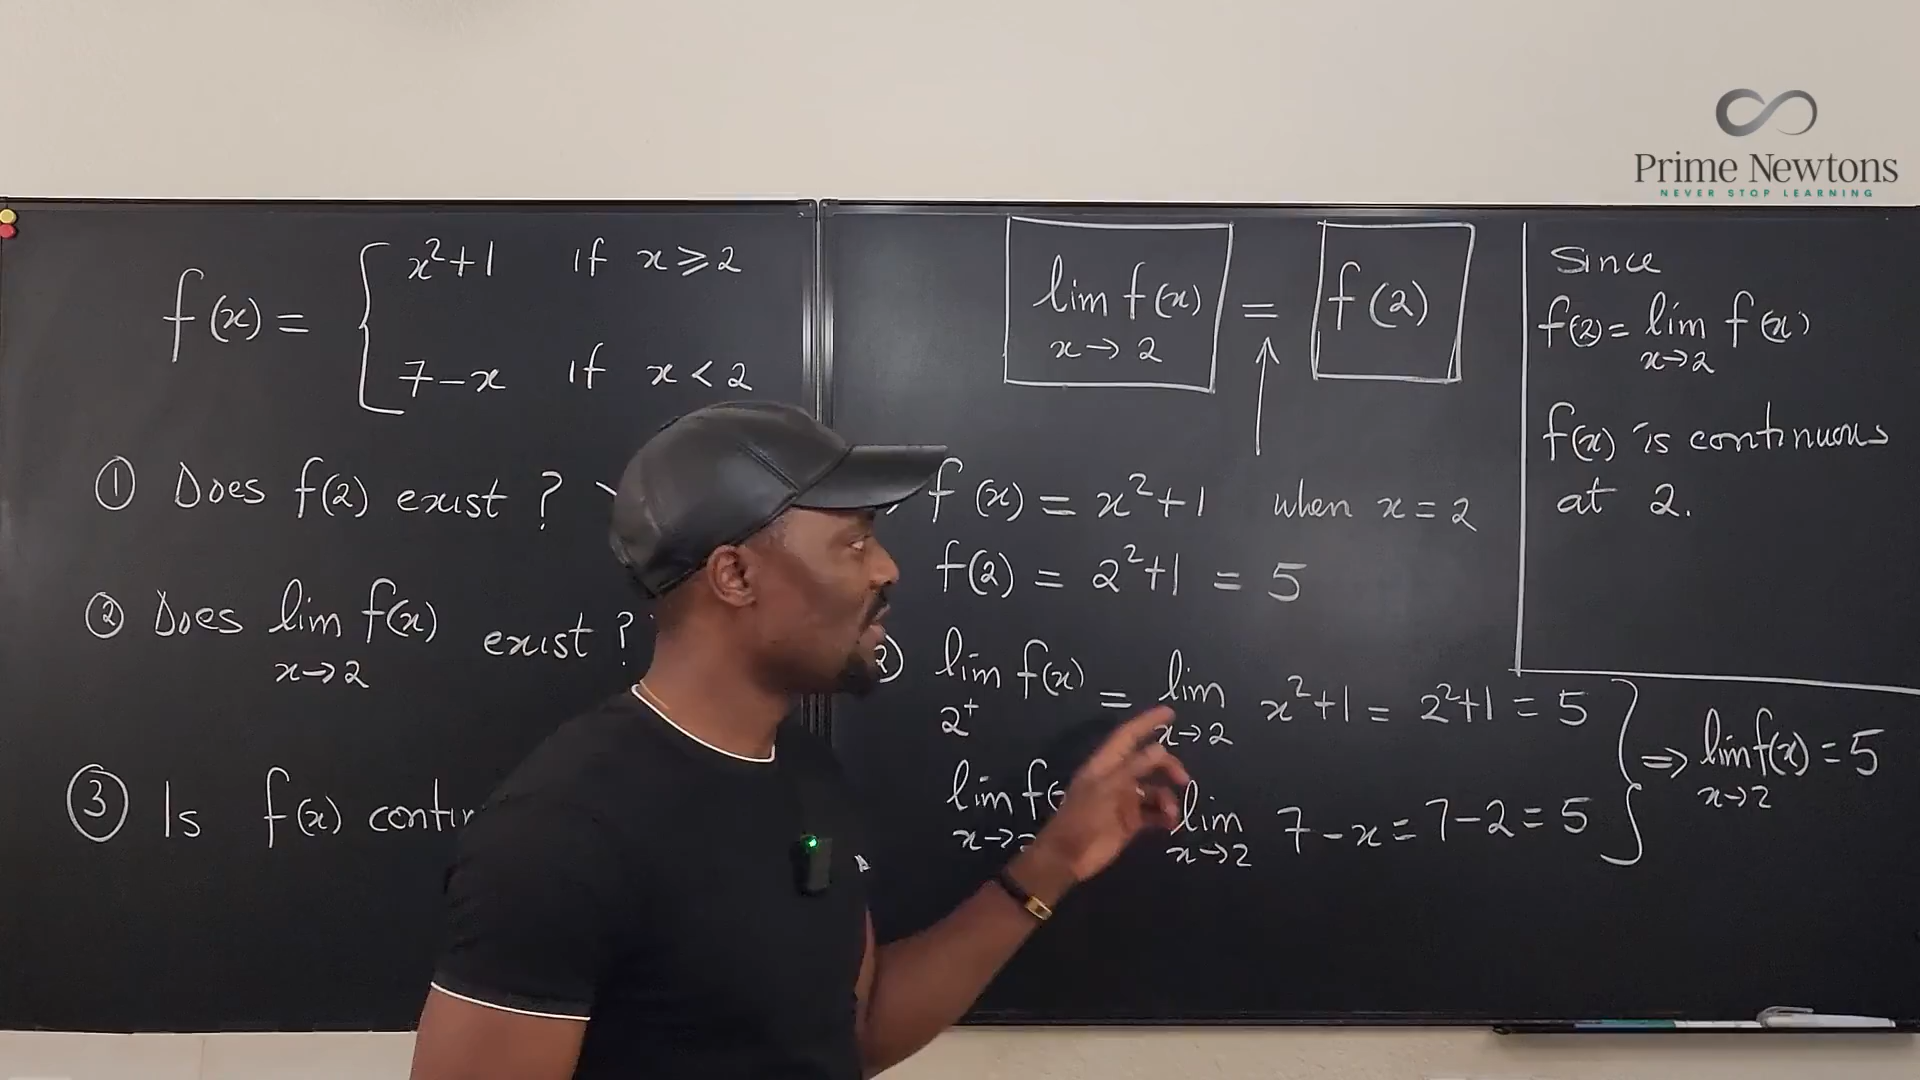 Prime Newtons
NEVER STOP LEARNING
f(x) = { x²+1 if x ⩾ 2
7-x if x < 2
① Does f(2) exist ?
② Does lim f(x) exist ?
x→2
③ Is f(x) contin
lim f(x) = f(2)
x→2
f(x) = x²+1 when x = 2
f(2) = 2²+1 = 5
2) lim f(x) = lim x²+1 = 2²+1 = 5
2⁺ x→2
lim f( lim 7-x = 7-2 = 5
x→ x→2
} ⇒ lim f(x) = 5
x→2
Since
f(2) = lim f(x)
x→2
f(x) is continuous
at 2.